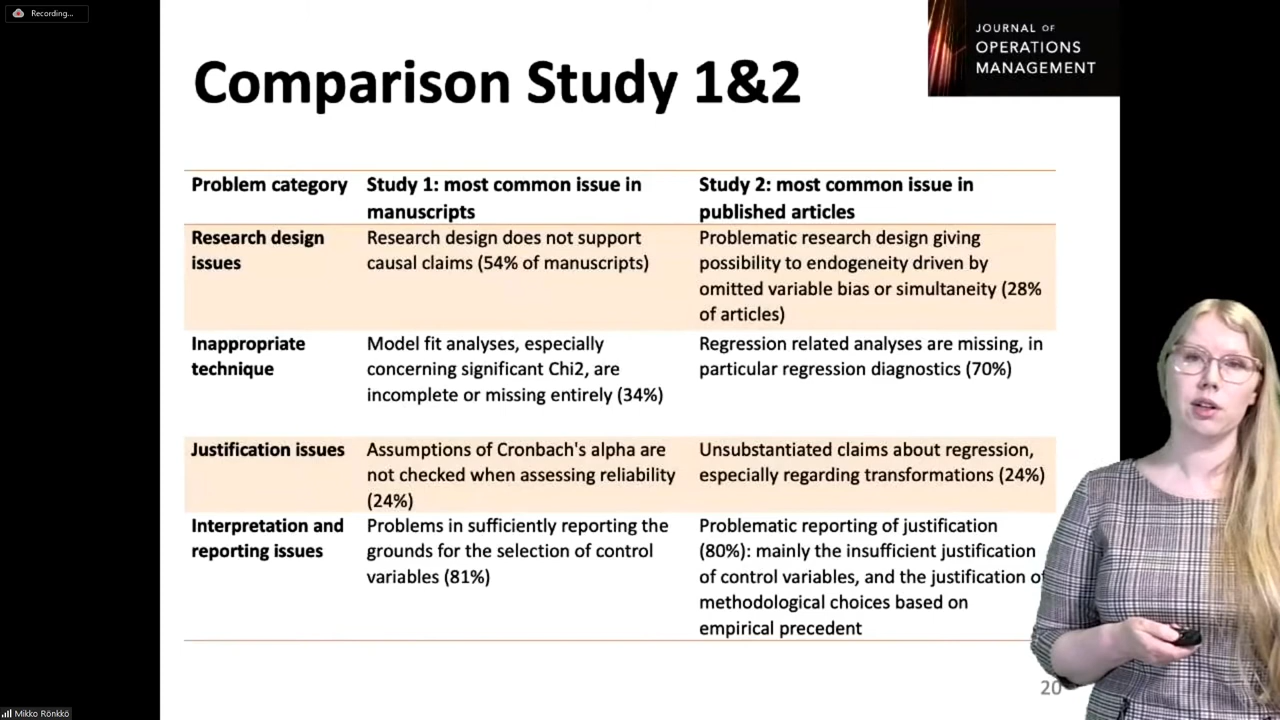 Recording...
JOURNAL OF
OPERATIONS
MANAGEMENT
Comparison Study 1&2
Problem category
Study 1: most common issue in
manuscripts
Study 2: most common issue in
published articles
Research design
issues
Research design does not support
causal claims (54% of manuscripts)
Problematic research design giving
possibility to endogeneity driven by
omitted variable bias or simultaneity (28%
of articles)
Inappropriate
technique
Model fit analyses, especially
concerning significant Chi2, are
incomplete or missing entirely (34%)
Regression related analyses are missing, in
particular regression diagnostics (70%)
Justification issues
Assumptions of Cronbach's alpha are
not checked when assessing reliability
(24%)
Unsubstantiated claims about regression,
especially regarding transformations (24%)
Interpretation and
reporting issues
Problems in sufficiently reporting the
grounds for the selection of control
variables (81%)
Problematic reporting of justification
(80%): mainly the insufficient justification
of control variables, and the justification of
methodological choices based on
empirical precedent
20
Mikko Rönkkö